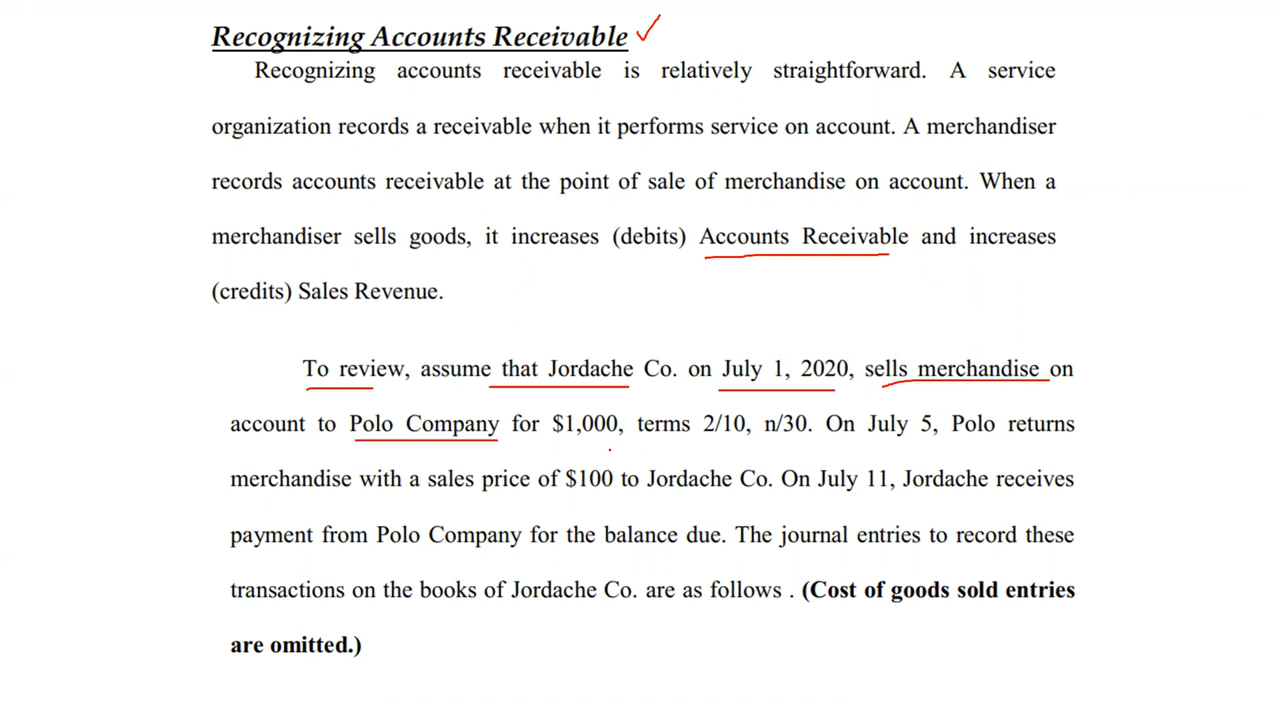 Recognizing Accounts Receivable
Recognizing accounts receivable is relatively straightforward. A service
organization records a receivable when it performs service on account. A merchandiser
records accounts receivable at the point of sale of merchandise on account. When a
merchandiser sells goods, it increases (debits) Accounts Receivable and increases
(credits) Sales Revenue.
To review, assume that Jordache Co. on July 1, 2020, sells merchandise on
account to Polo Company for $1,000, terms 2/10, n/30. On July 5, Polo returns
merchandise with a sales price of $100 to Jordache Co. On July 11, Jordache receives
payment from Polo Company for the balance due. The journal entries to record these
transactions on the books of Jordache Co. are as follows . (Cost of goods sold entries
are omitted.)